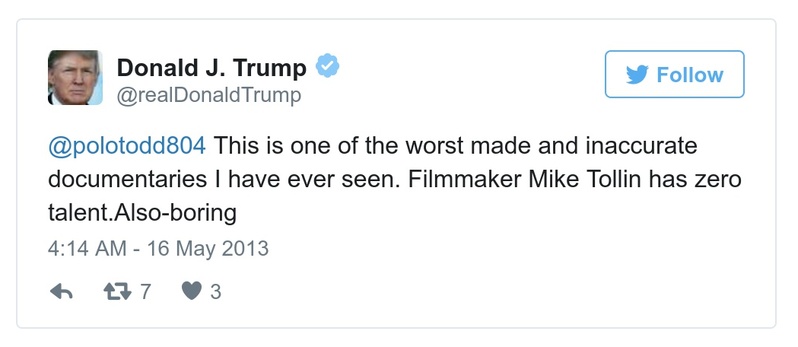 Donald J. Trump
@realDonaldTrump
Follow
@polotodd804 This is one of the worst made and inaccurate
documentaries I have ever seen. Filmmaker Mike Tollin has zero
talent.Also-boring
4:14 AM - 16 May 2013
7 3